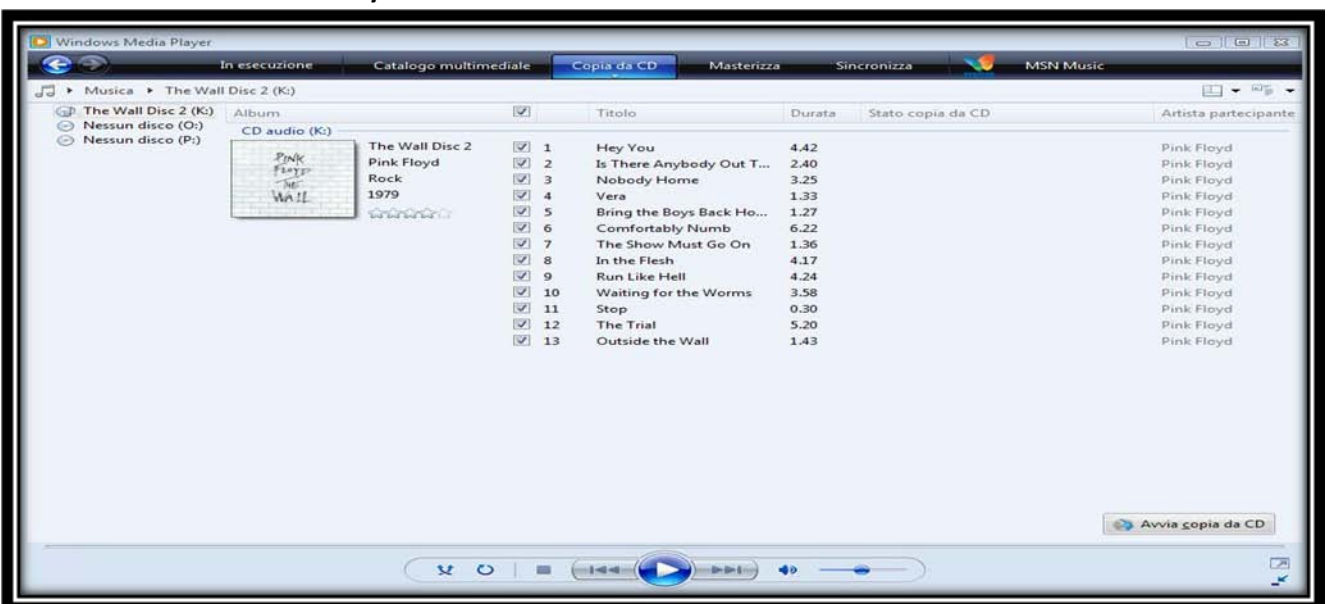 Windows Media Player
In esecuzione Catalogo multimediale Copia da CD Masterizza Sincronizza MSN Music
Musica The Wall Disc 2 (K:)
The Wall Disc 2 (K:)
Nessun disco (O:)
Nessun disco (P:)
Album Titolo Durata Stato copia da CD Artista partecipante
CD audio (K:)
PINK
FLOYD
THE
WALL
The Wall Disc 2
Pink Floyd
Rock
1979
1 Hey You 4.42 Pink Floyd
2 Is There Anybody Out T... 2.40 Pink Floyd
3 Nobody Home 3.25 Pink Floyd
4 Vera 1.33 Pink Floyd
5 Bring the Boys Back Ho... 1.27 Pink Floyd
6 Comfortably Numb 6.22 Pink Floyd
7 The Show Must Go On 1.36 Pink Floyd
8 In the Flesh 4.17 Pink Floyd
9 Run Like Hell 4.24 Pink Floyd
10 Waiting for the Worms 3.58 Pink Floyd
11 Stop 0.30 Pink Floyd
12 The Trial 5.20 Pink Floyd
13 Outside the Wall 1.43 Pink Floyd
Avvia copia da CD